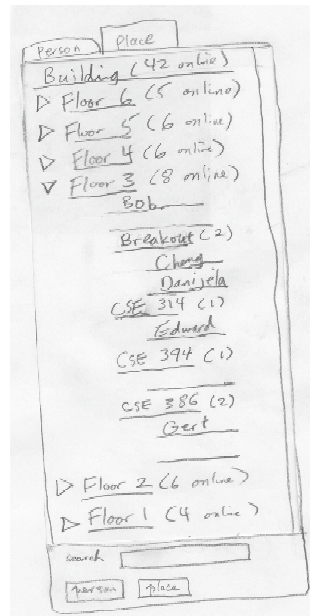 Person Place
Building (42 online)
▷ Floor 6 (5 online)
▷ Floor 5 (6 online)
▷ Floor 4 (6 online)
▽ Floor 3 (8 online)
Bob
Breakout (2)
Cheng
Danijela
CSE 314 (1)
Edward
CSE 394 (1)
CSE 386 (2)
Gert
▷ Floor 2 (6 online)
▷ Floor 1 (4 online)
search
person place